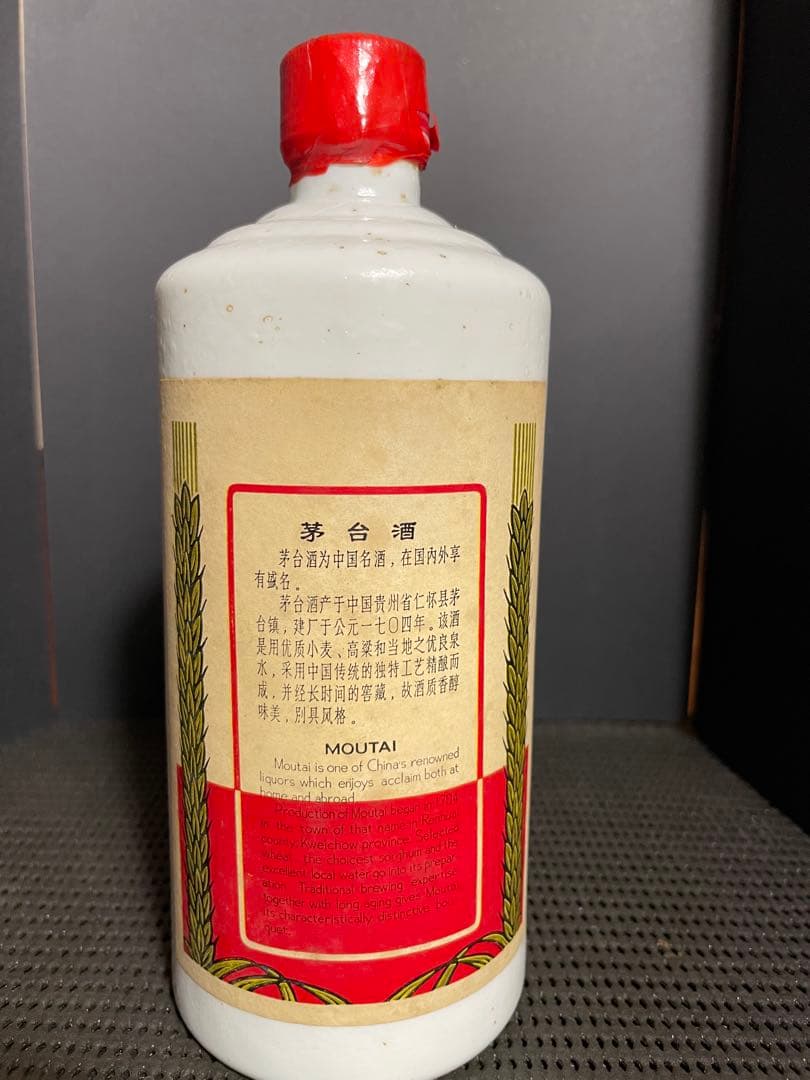 茅台酒
茅台酒为中国名酒，在国内外享
有盛名。
茅台酒产于中国贵州省仁怀县茅
台镇，建厂于公元一七〇四年。该酒
是用优质小麦、高粱和当地之优良泉
水，采用中国传统的独特工艺精酿而
成，并经长时间的窖藏，故酒质香醇
味美，别具风格。
MOUTAI
Moutai is one of China's renowned
liquors which enjoys acclaim both at
home and abroad.
Production of Moutai began in 1704
in the town of that name in Renhuai
county, Kweichow province. Selected
wheat, the choicest sorghum and the
excellent local water go into its prepar-
ation. Traditional brewing expertise
together with long aging gives Moutai
its characteristically distinctive bou-
quet.